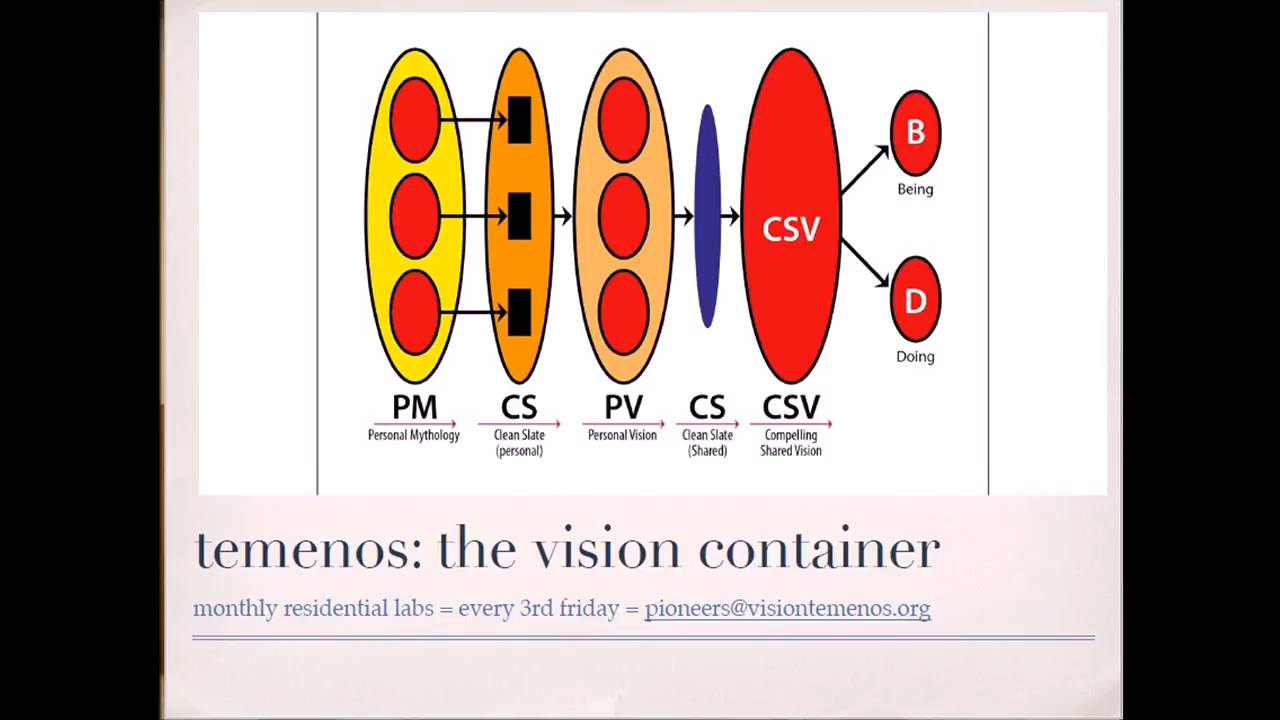 B
Being
CSV
D
Doing
PM CS PV CS CSV
Personal Mythology Clean Slate Personal Vision Clean Slate Compelling
(personal) (Shared) Shared Vision
temenos: the vision container
monthly residential labs = every 3rd friday = pioneers@visiontemenos.org